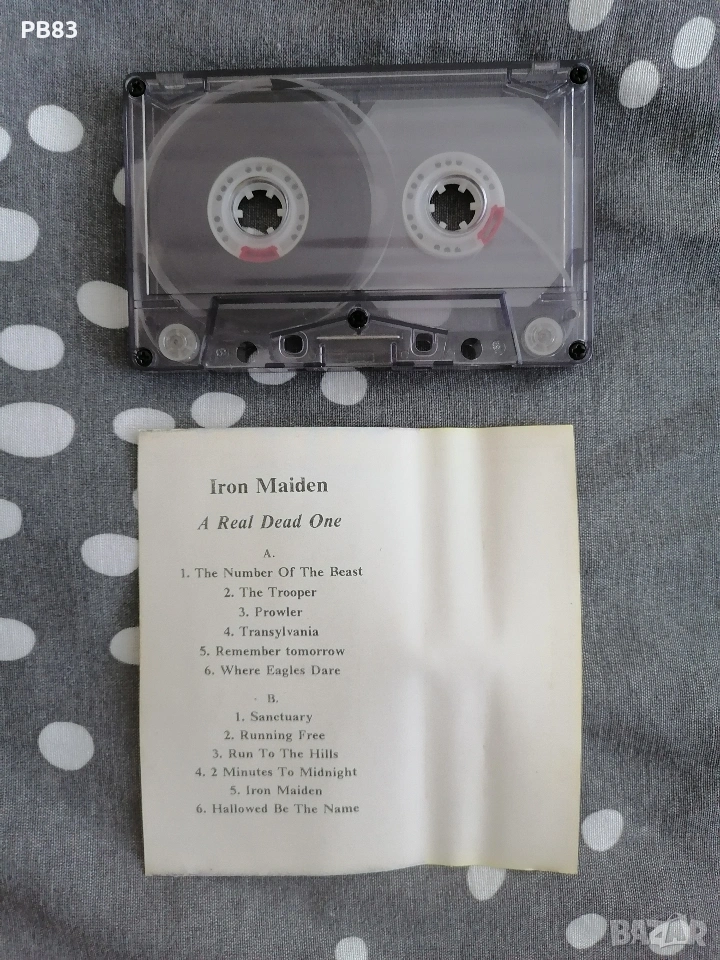 PB83
Iron Maiden
A Real Dead One
A.
1. The Number Of The Beast
2. The Trooper
3. Prowler
4. Transylvania
5. Remember tomorrow
6. Where Eagles Dare
B.
1. Sanctuary
2. Running Free
3. Run To The Hills
4. 2 Minutes To Midnight
5. Iron Maiden
6. Hallowed Be The Name
BAZAR